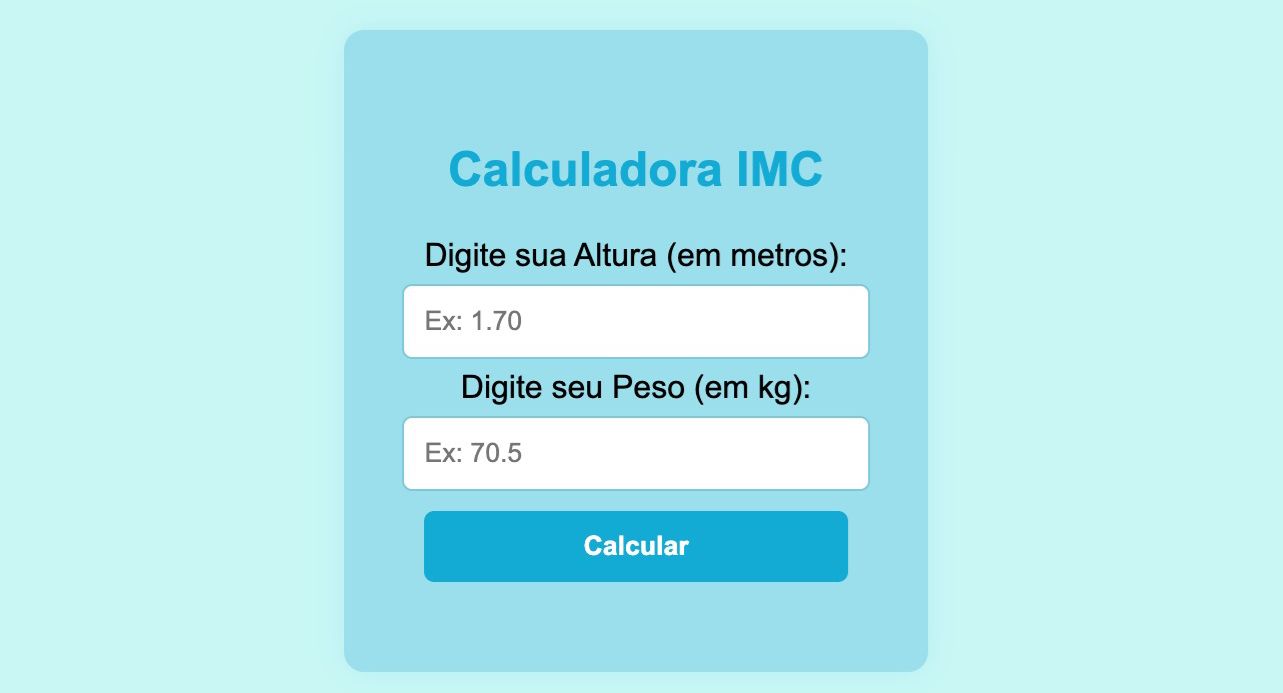 Calculadora IMC
Digite sua Altura (em metros):
Ex: 1.70
Digite seu Peso (em kg):
Ex: 70.5
Calcular